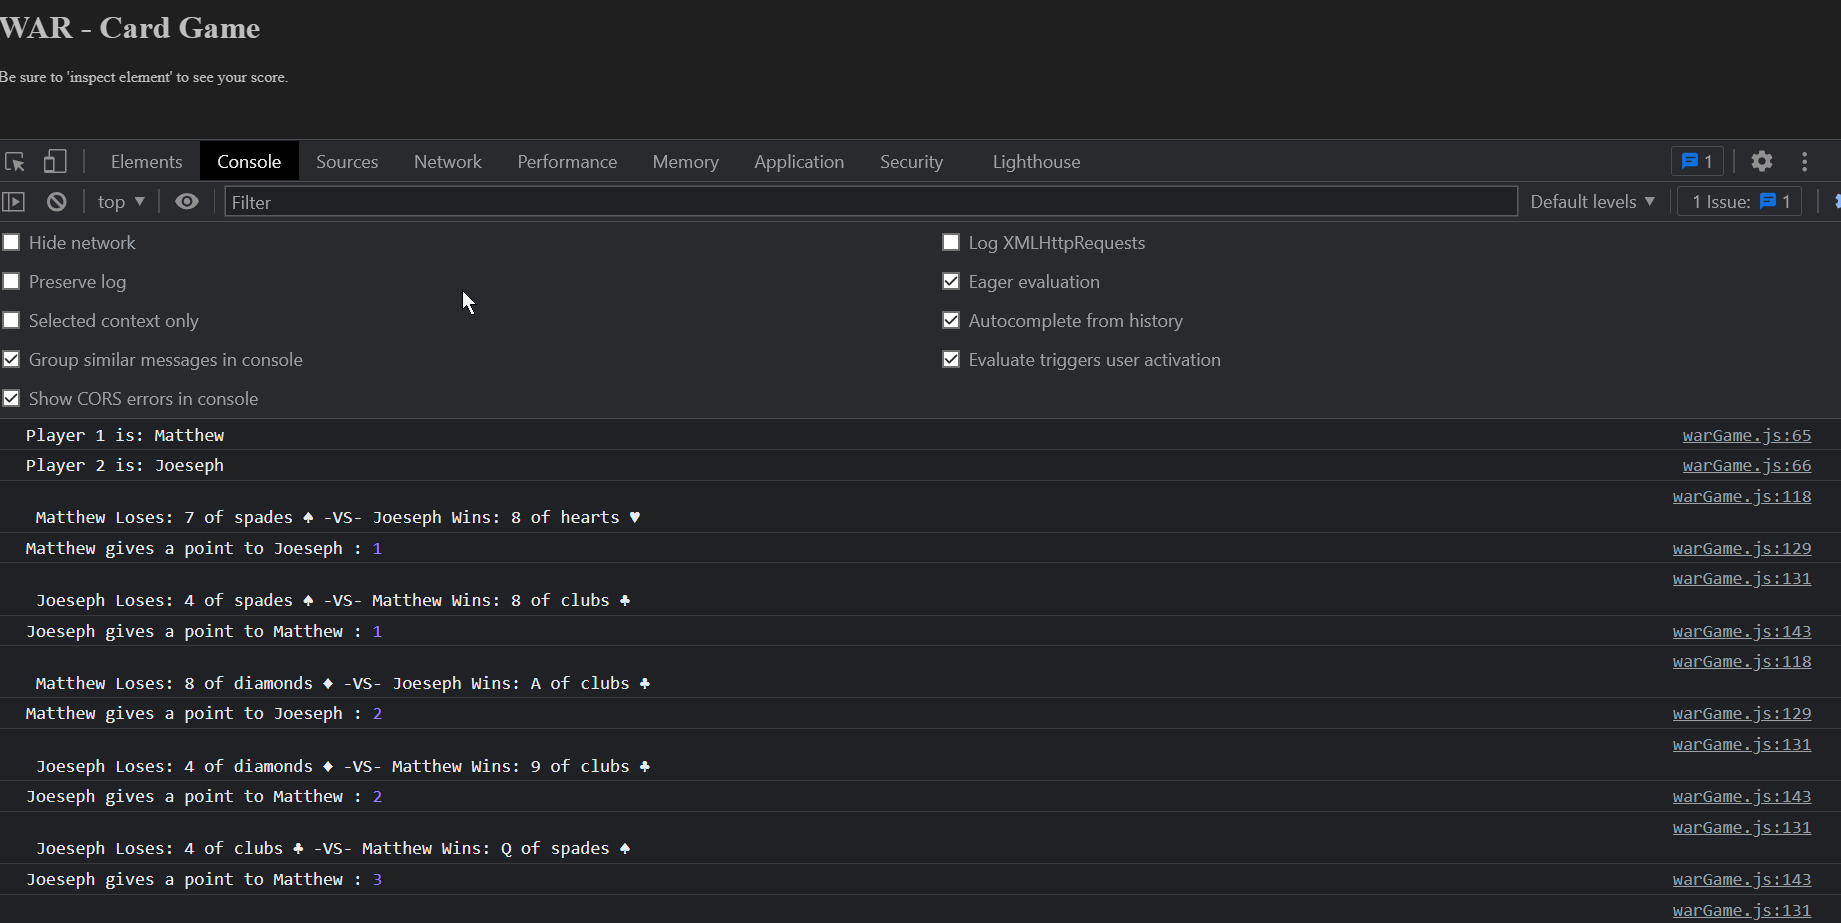 WAR - Card Game
Be sure to 'inspect element' to see your score.
Elements Console Sources Network Performance Memory Application Security Lighthouse 1
top ▼ Filter Default levels ▼ 1 Issue: 1
Hide network Log XMLHttpRequests
Preserve log Eager evaluation
Selected context only Autocomplete from history
Group similar messages in console Evaluate triggers user activation
Show CORS errors in console
Player 1 is: Matthew warGame.js:65
Player 2 is: Joeseph warGame.js:66
warGame.js:118
Matthew Loses: 7 of spades ♠ -VS- Joeseph Wins: 8 of hearts ♥
Matthew gives a point to Joeseph : 1 warGame.js:129
warGame.js:131
Joeseph Loses: 4 of spades ♠ -VS- Matthew Wins: 8 of clubs ♣
Joeseph gives a point to Matthew : 1 warGame.js:143
warGame.js:118
Matthew Loses: 8 of diamonds ♦ -VS- Joeseph Wins: A of clubs ♣
Matthew gives a point to Joeseph : 2 warGame.js:129
warGame.js:131
Joeseph Loses: 4 of diamonds ♦ -VS- Matthew Wins: 9 of clubs ♣
Joeseph gives a point to Matthew : 2 warGame.js:143
warGame.js:131
Joeseph Loses: 4 of clubs ♣ -VS- Matthew Wins: Q of spades ♠
Joeseph gives a point to Matthew : 3 warGame.js:143
warGame.js:131